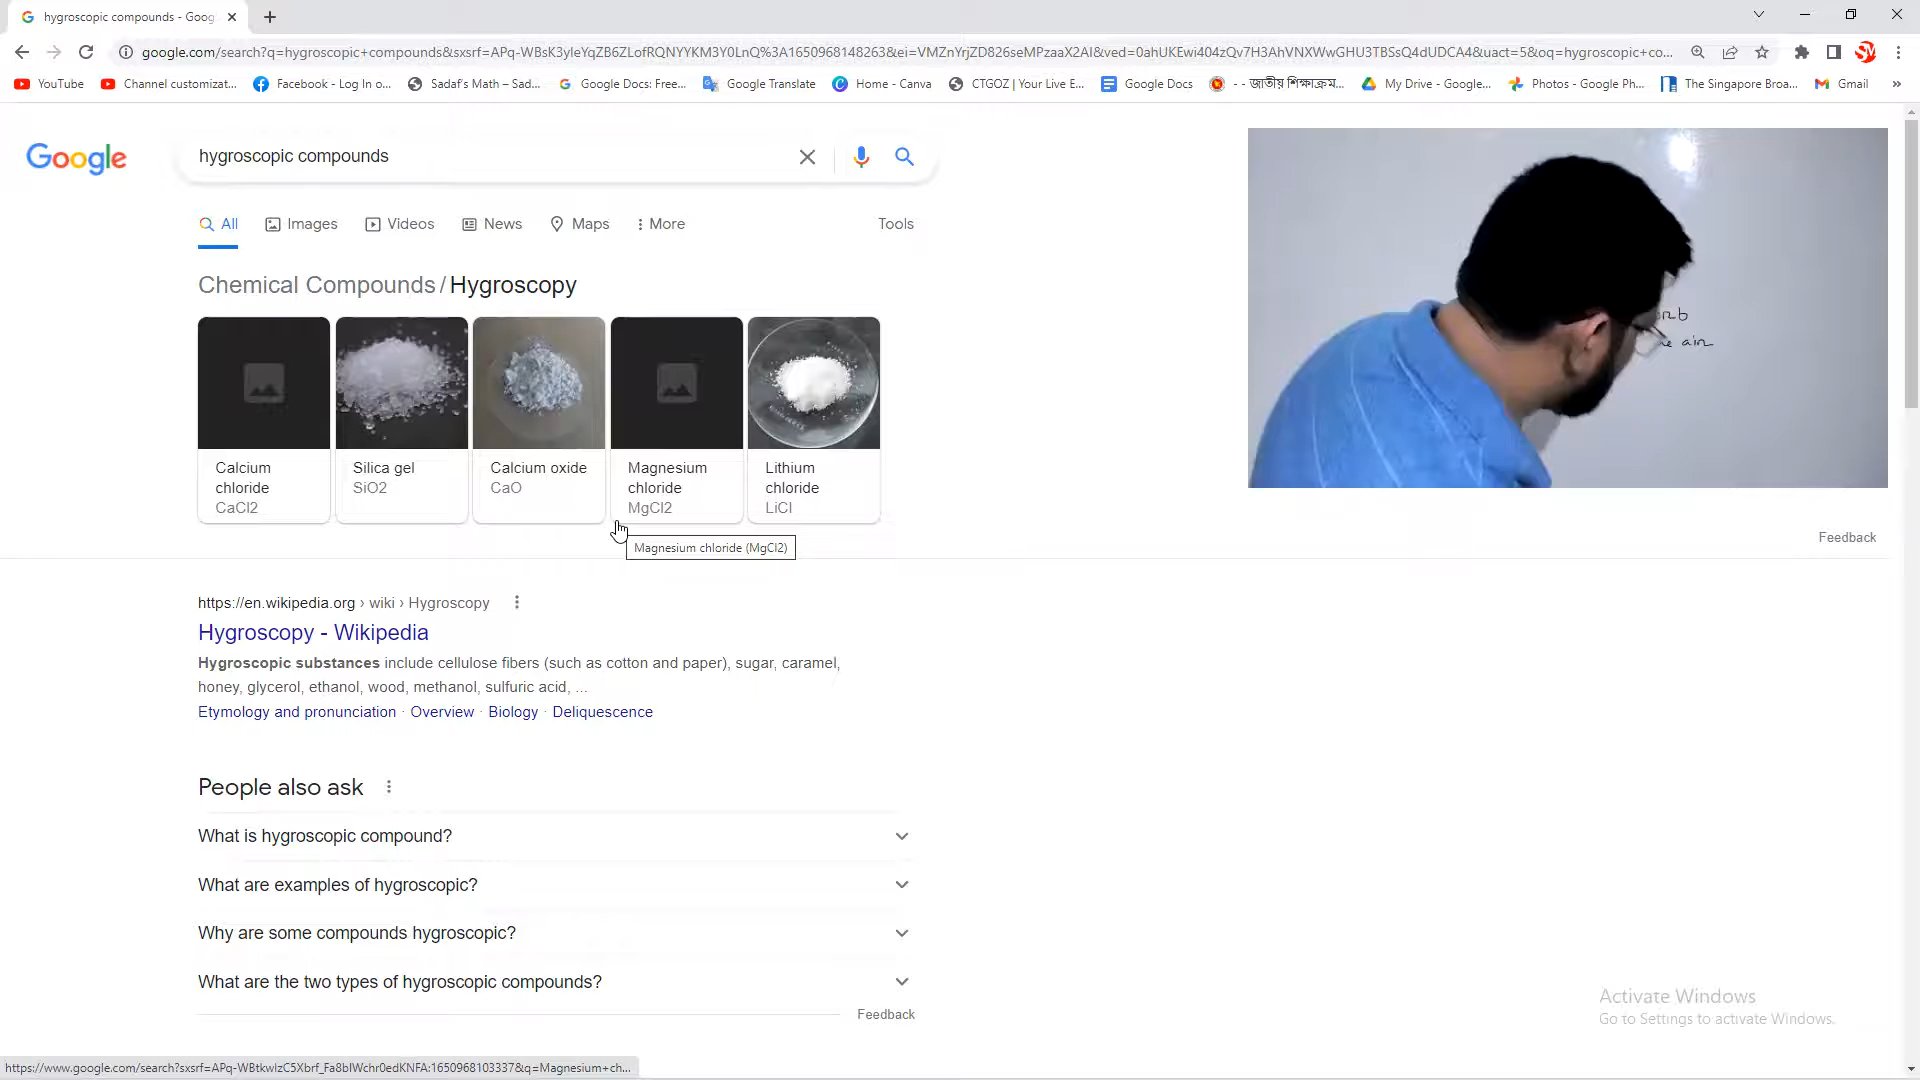 hygroscopic compounds - Goog
google.com/search?q=hygroscopic+compounds&sxsrf=APq-WBsK3yleYqZB6ZLofRQNYYKM3Y0LnQ%3A1650968148263&ei=VMZnYrjZD826seMPzaaX2AI&ved=0ahUKEwi404zQv7H3AhVNXWwGHU3TBSsQ4dUDCA4&uact=5&oq=hygroscopic+co...
YouTube Channel customizat... Facebook - Log In o... Sadaf's Math – Sad... Google Docs: Free... Google Translate Home - Canva CTGOZ | Your Live E... Google Docs - - জাতীয় শিক্ষাক্রম... My Drive - Google... Photos - Google Ph... The Singapore Broa... Gmail »
Google
hygroscopic compounds
All Images Videos News Maps More Tools
Chemical Compounds / Hygroscopy
Calcium chloride CaCl2
Silica gel SiO2
Calcium oxide CaO
Magnesium chloride MgCl2
Lithium chloride LiCl
Magnesium chloride (MgCl2)
air
Feedback
https://en.wikipedia.org › wiki › Hygroscopy
Hygroscopy - Wikipedia
Hygroscopic substances include cellulose fibers (such as cotton and paper), sugar, caramel,
honey, glycerol, ethanol, wood, methanol, sulfuric acid, ...
Etymology and pronunciation · Overview · Biology · Deliquescence
People also ask
What is hygroscopic compound?
What are examples of hygroscopic?
Why are some compounds hygroscopic?
What are the two types of hygroscopic compounds?
Feedback
Activate Windows
Go to Settings to activate Windows.
https://www.google.com/search?sxsrf=APq-WBtkwIzC5Xbrf_Fa8blWchr0edKNFA:1650968103337&q=Magnesium+ch...